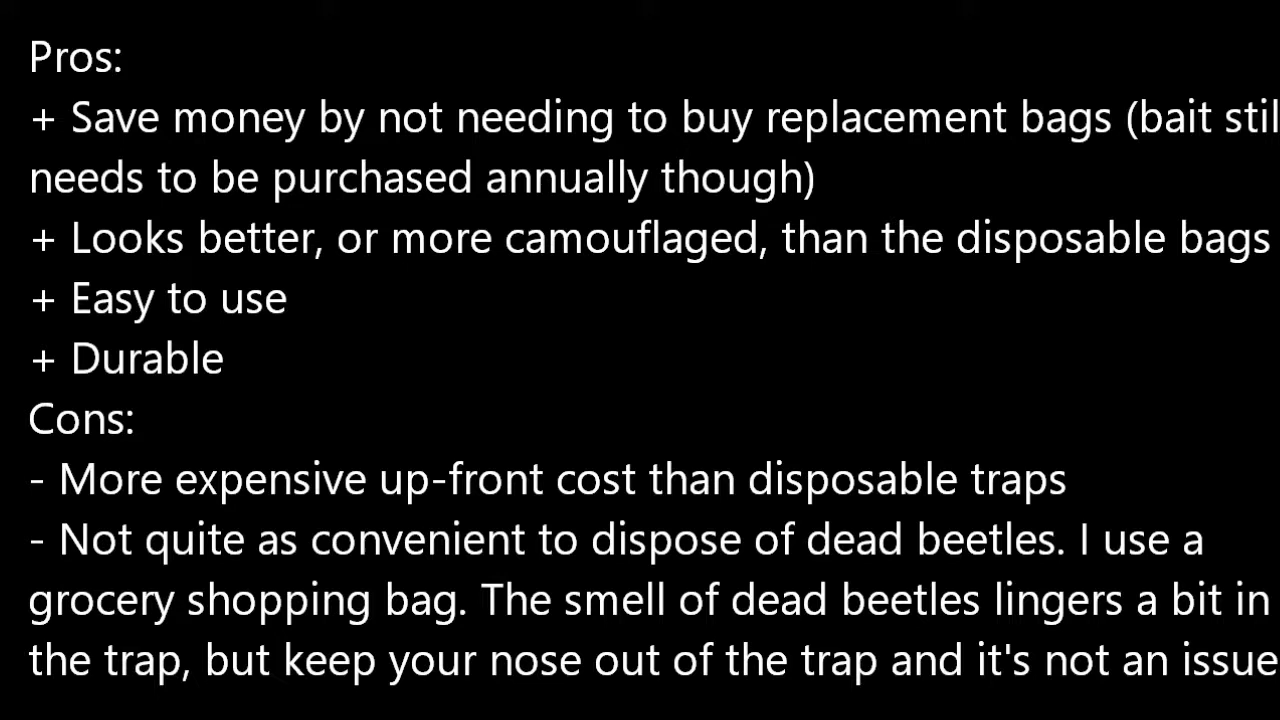 Pros:
+ Save money by not needing to buy replacement bags (bait stil
needs to be purchased annually though)
+ Looks better, or more camouflaged, than the disposable bags
+ Easy to use
+ Durable
Cons:
- More expensive up-front cost than disposable traps
- Not quite as convenient to dispose of dead beetles. I use a
grocery shopping bag. The smell of dead beetles lingers a bit in
the trap, but keep your nose out of the trap and it's not an issue